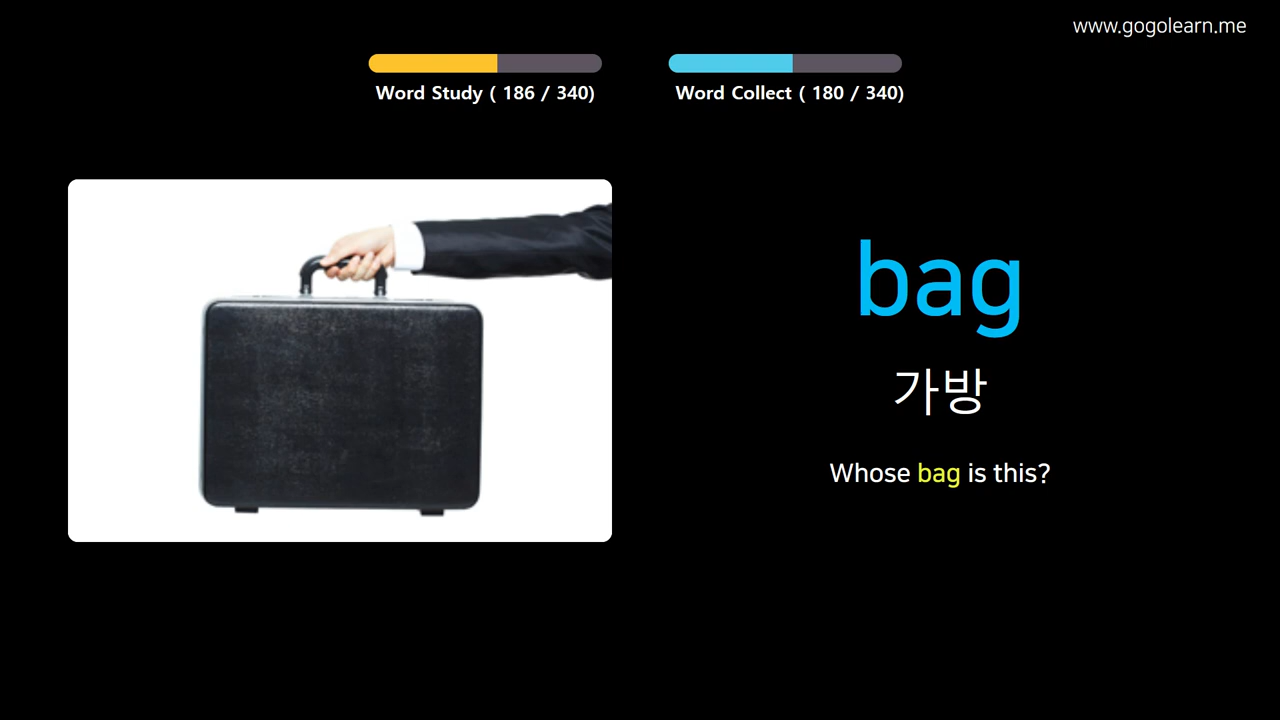 www.gogolearn.me
Word Study ( 186 / 340)
Word Collect ( 180 / 340)
bag
가방
Whose bag is this?